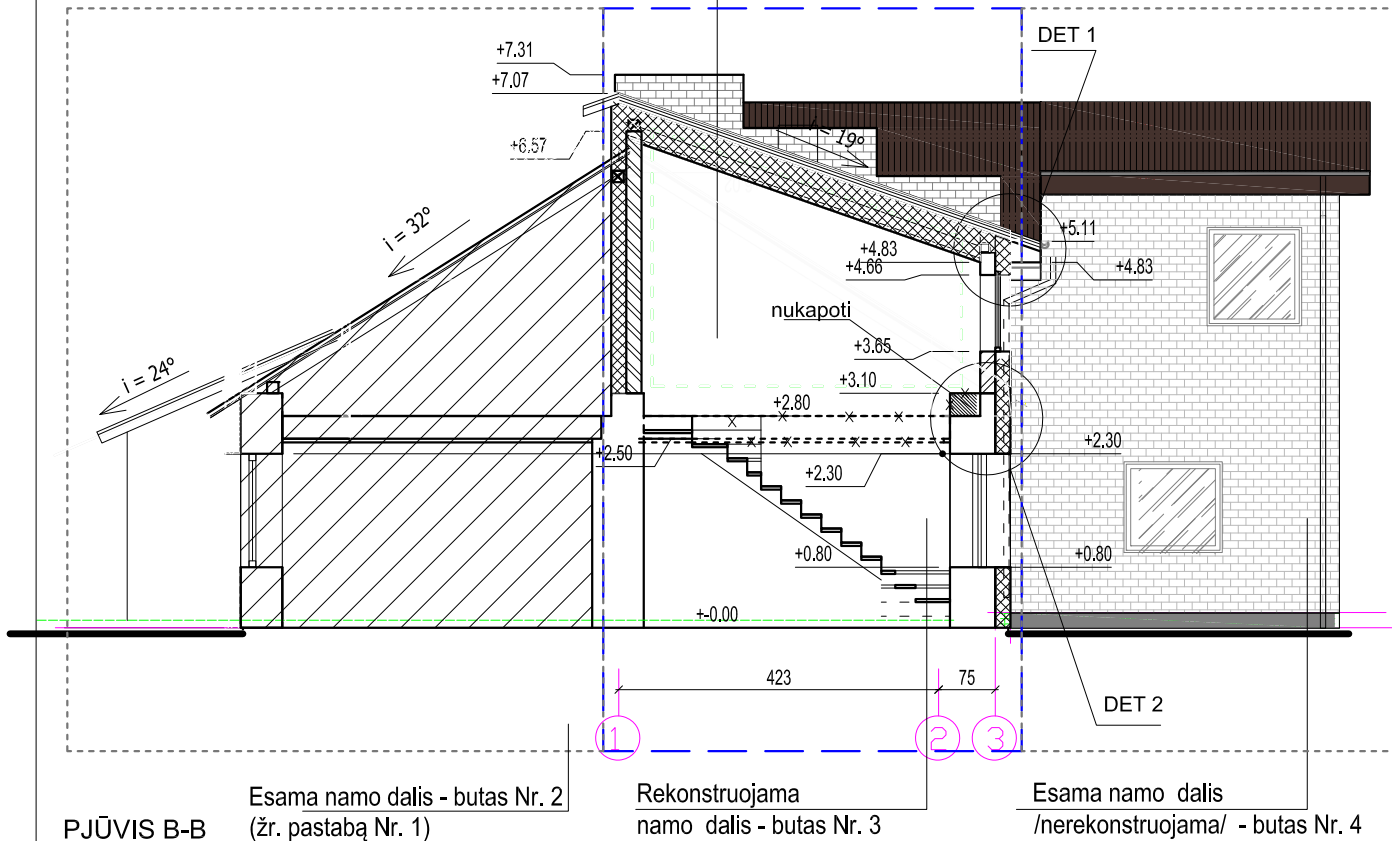 DET 1
+7.31
+7.07
+6.57
i = 19º
i = 32º
+5.11
+4.83
+4.66
+4.83
nukapoti
+3.65
i = 24º
+3.10
+2.80
+2.50
+2.30
+2.30
+0.80
+0.80
+-0.00
423
75
DET 2
1
2
3
Esama namo dalis - butas Nr. 2
(žr. pastabą Nr. 1)
Rekonstruojama
namo dalis - butas Nr. 3
Esama namo dalis
/nerekonstruojama/ - butas Nr. 4
PJŪVIS B-B